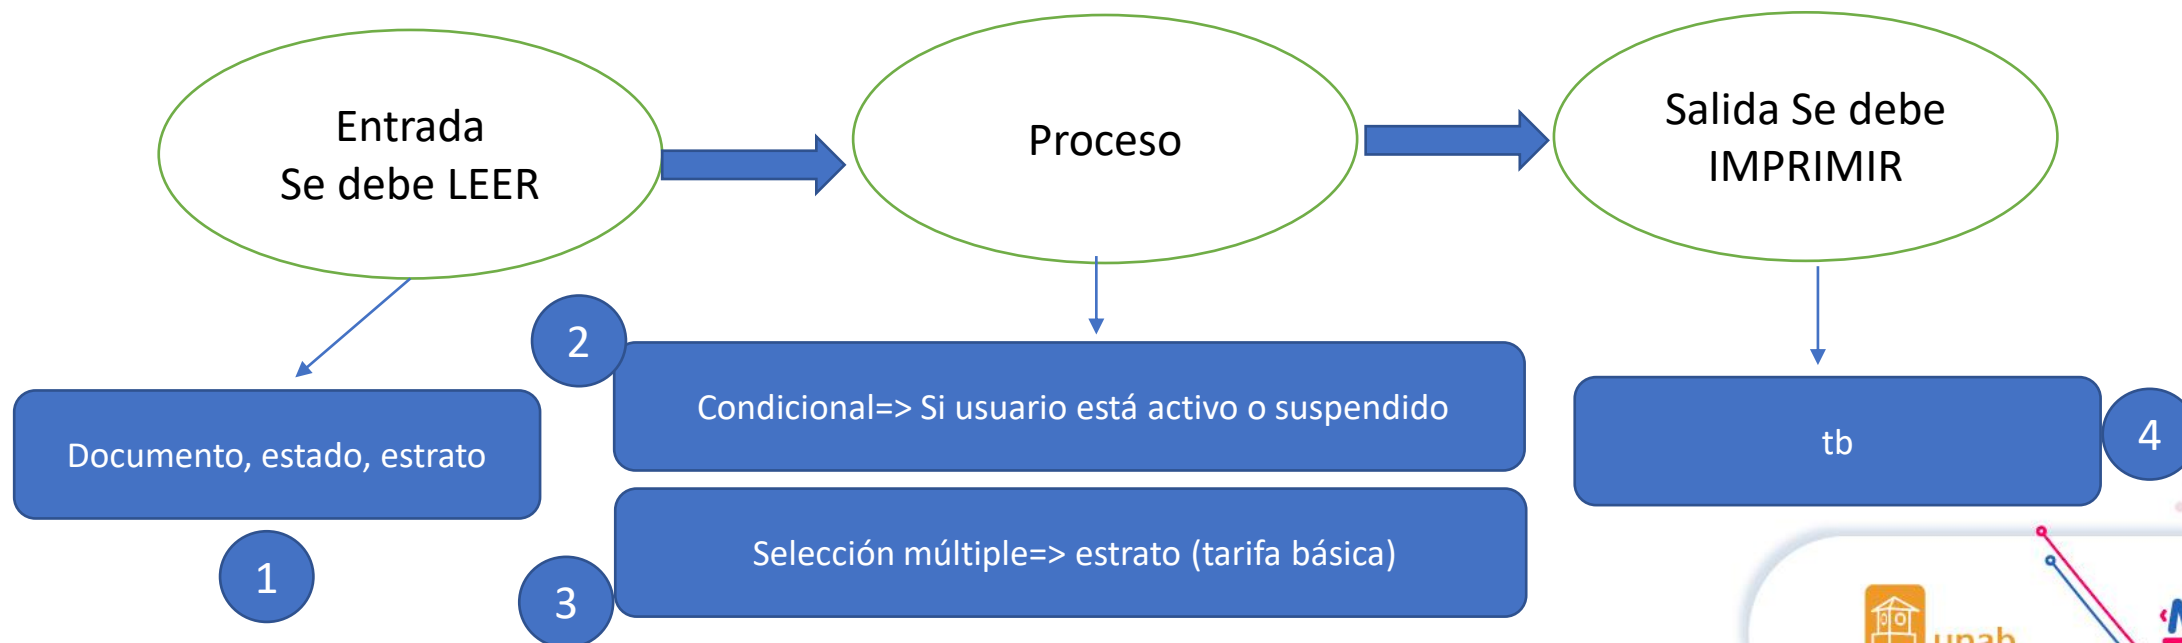 Entrada
Se debe LEER
Proceso
Salida Se debe
IMPRIMIR
2
Condicional=> Si usuario está activo o suspendido
Documento, estado, estrato
tb
4
Selección múltiple=> estrato (tarifa básica)
1
3
unab